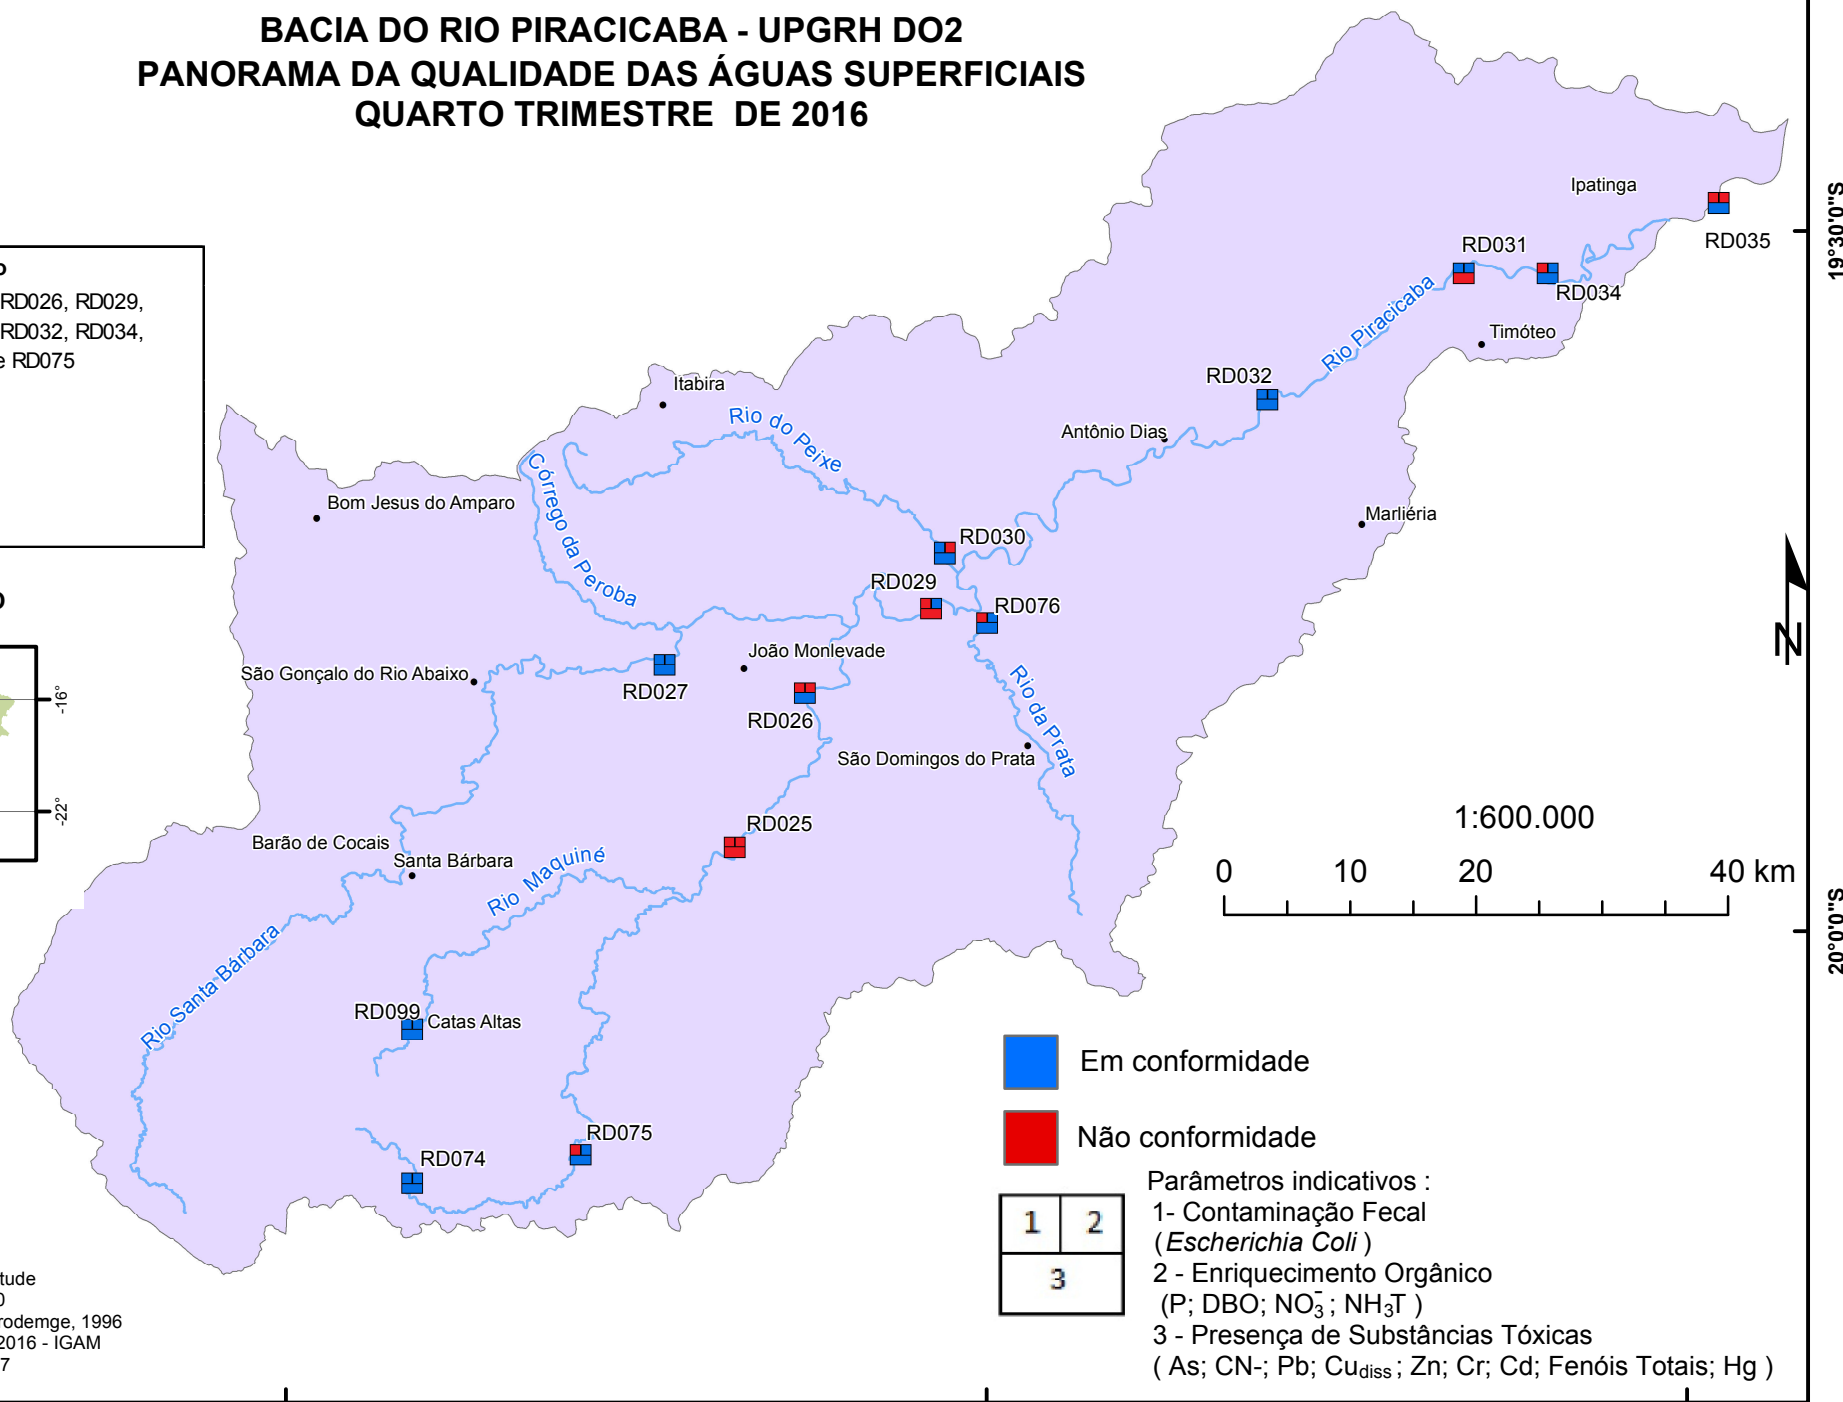 BACIA DO RIO PIRACICABA - UPGRH DO2
PANORAMA DA QUALIDADE DAS ÁGUAS SUPERFICIAIS
QUARTO TRIMESTRE DE 2016
RD026, RD029,
RD032, RD034,
e RD075
-16°
-22°
19°30'0"S
20°0'0"S
Ipatinga
RD035
RD031
RD034
Rio Piracicaba
Timóteo
RD032
Itabira
Rio do Peixe
Antônio Dias
Córrego da Peroba
Bom Jesus do Amparo
Marliéria
RD030
RD029
RD076
N
João Monlevade
São Gonçalo do Rio Abaixo
RD027
RD026
Rio da Prata
São Domingos do Prata
RD025
Barão de Cocais
Santa Bárbara
Rio Maquiné
Rio Santa Bárbara
RD099
Catas Altas
RD075
RD074
1:600.000
0 10 20 40 km
Em conformidade
Não conformidade
1 2
3
Parâmetros indicativos :
1- Contaminação Fecal
(Escherichia Coli )
2 - Enriquecimento Orgânico
(P; DBO; NO₃⁻; NH₃T )
3 - Presença de Substâncias Tóxicas
( As; CN-; Pb; Cudiss ; Zn; Cr; Cd; Fenóis Totais; Hg )
tude
0
rodemge, 1996
2016 - IGAM
7